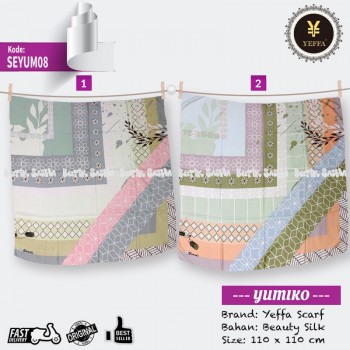 Kode:
SEYUM08
¥
YEFFA
1
2
--- YUMIKO ---
Brand: Yeffa Scarf
Bahan: Beauty Silk
Size: 110 x 110 cm
FAST
DELIVERY
ORIGINAL
BEST
SELLER